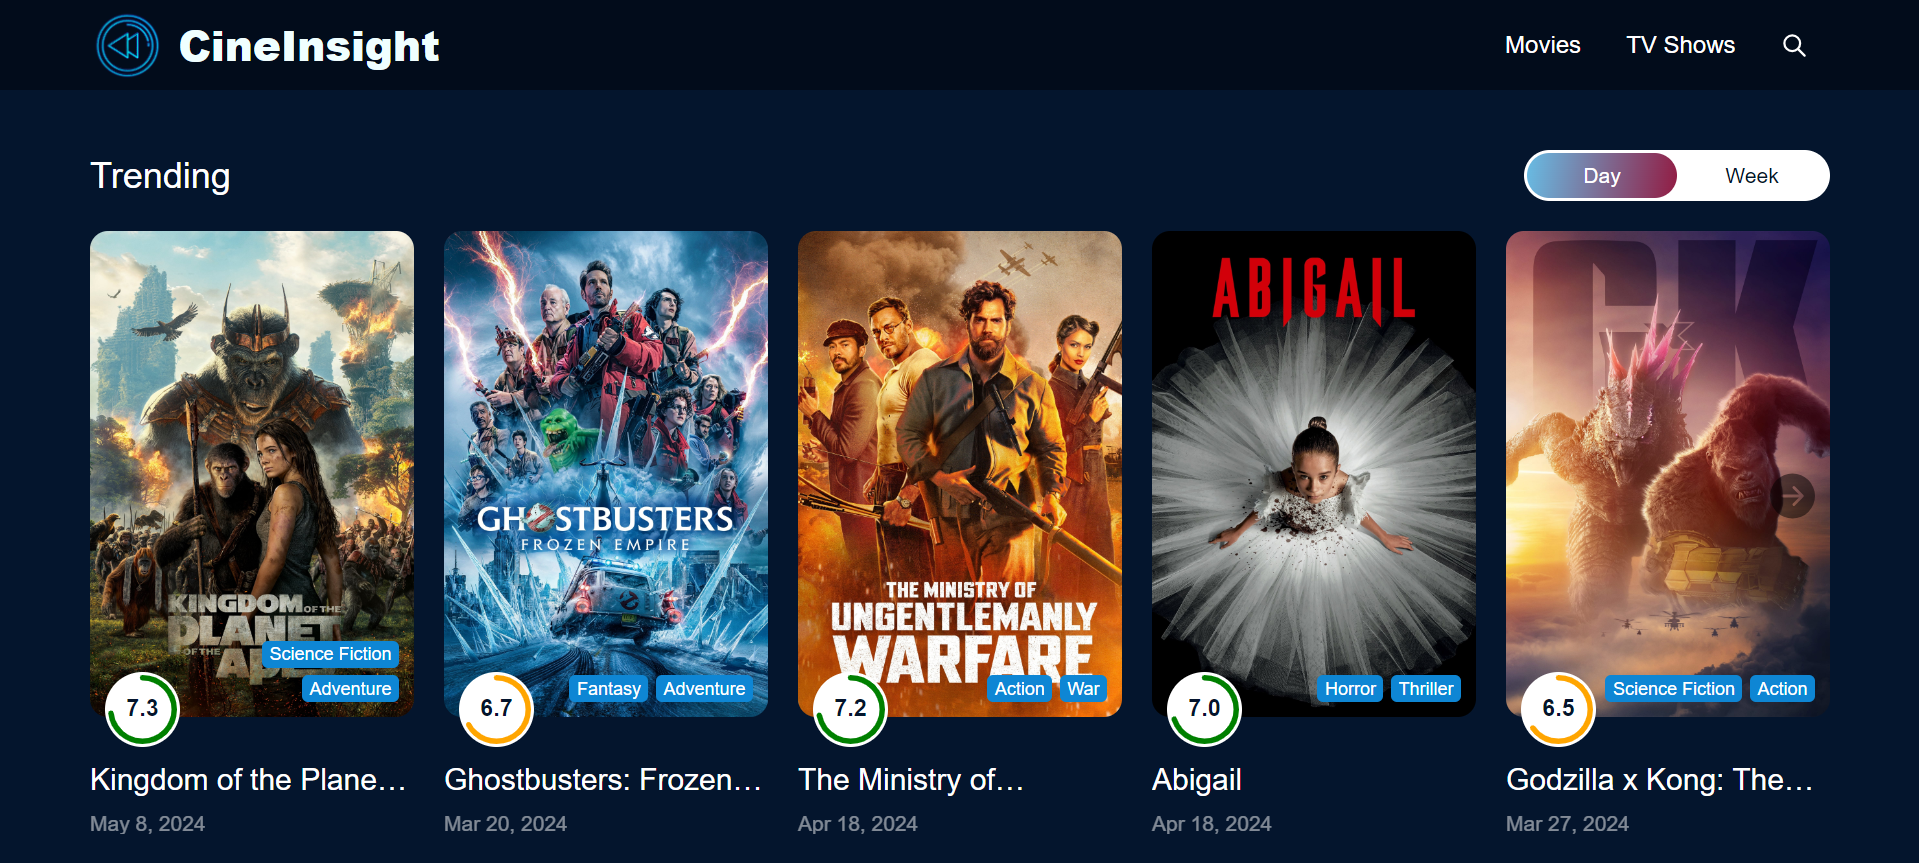 CineInsight
Movies
TV Shows
Trending
Day
Week
KINGDOM OF THE
PLANET
OF THE APES
Science Fiction
Adventure
7.3
Kingdom of the Plane...
May 8, 2024
GHOSTBUSTERS
FROZEN EMPIRE
Fantasy
Adventure
6.7
Ghostbusters: Frozen...
Mar 20, 2024
THE MINISTRY OF
UNGENTLEMANLY
WARFARE
Action
War
7.2
The Ministry of...
Apr 18, 2024
ABIGAIL
Horror
Thriller
7.0
Abigail
Apr 18, 2024
GK
Science Fiction
Action
6.5
Godzilla x Kong: The...
Mar 27, 2024